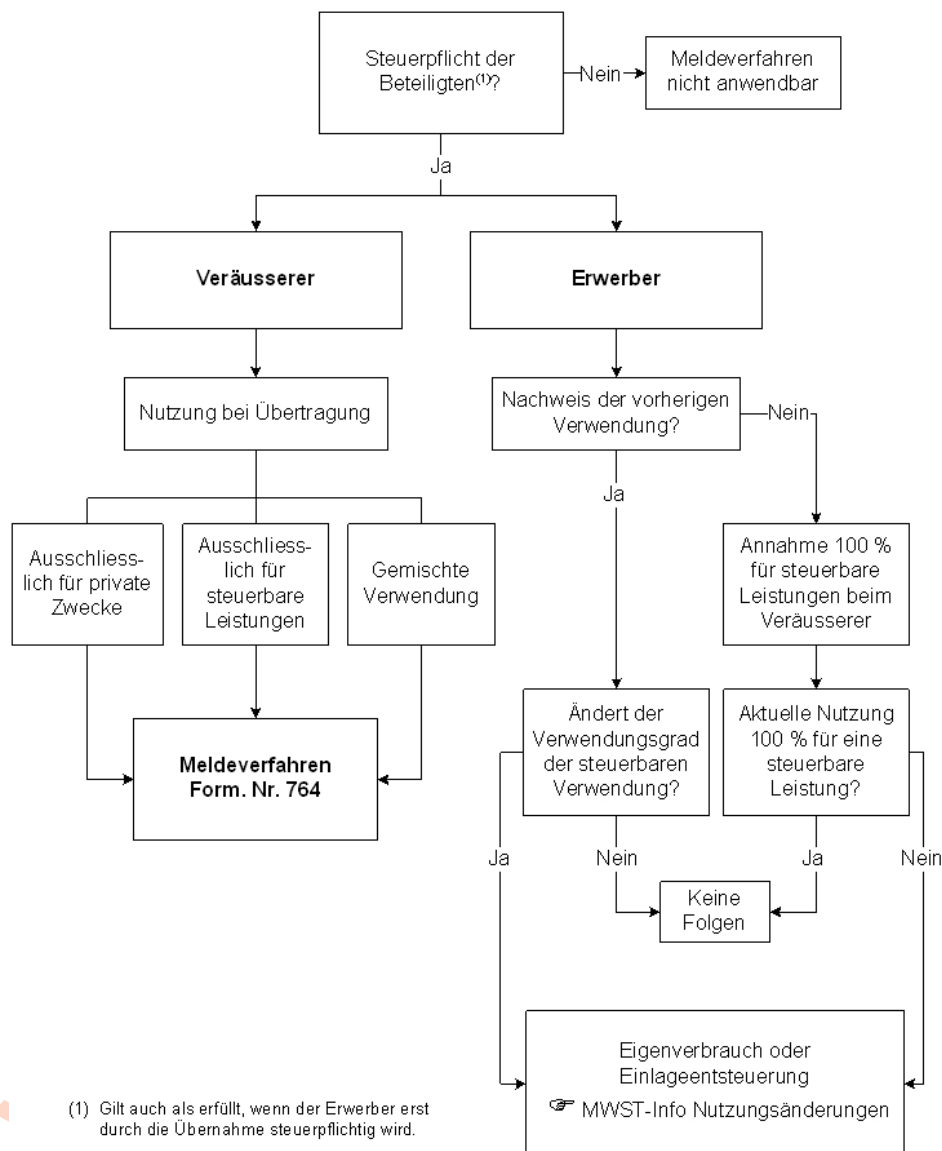 Steuerpflicht der
Beteiligten(1)?
Nein
Meldeverfahren
nicht anwendbar
Ja
Veräusserer
Erwerber
Nutzung bei Übertragung
Nachweis der vorherigen
Verwendung?
Nein
Ja
Ausschliess-
lich für private
Zwecke
Ausschliess-
lich für
steuerbare
Leistungen
Gemischte
Verwendung
Annahme 100 %
für steuerbare
Leistungen beim
Veräusserer
Meldeverfahren
Form. Nr. 764
Ändert der
Verwendungsgrad
der steuerbaren
Verwendung?
Aktuelle Nutzung
100 % für eine
steuerbare
Leistung?
Ja
Nein
Ja
Nein
Keine
Folgen
Eigenverbrauch oder
Einlageentsteuerung
☞ MWST-Info Nutzungsänderungen
(1) Gilt auch als erfüllt, wenn der Erwerber erst
durch die Übernahme steuerpflichtig wird.